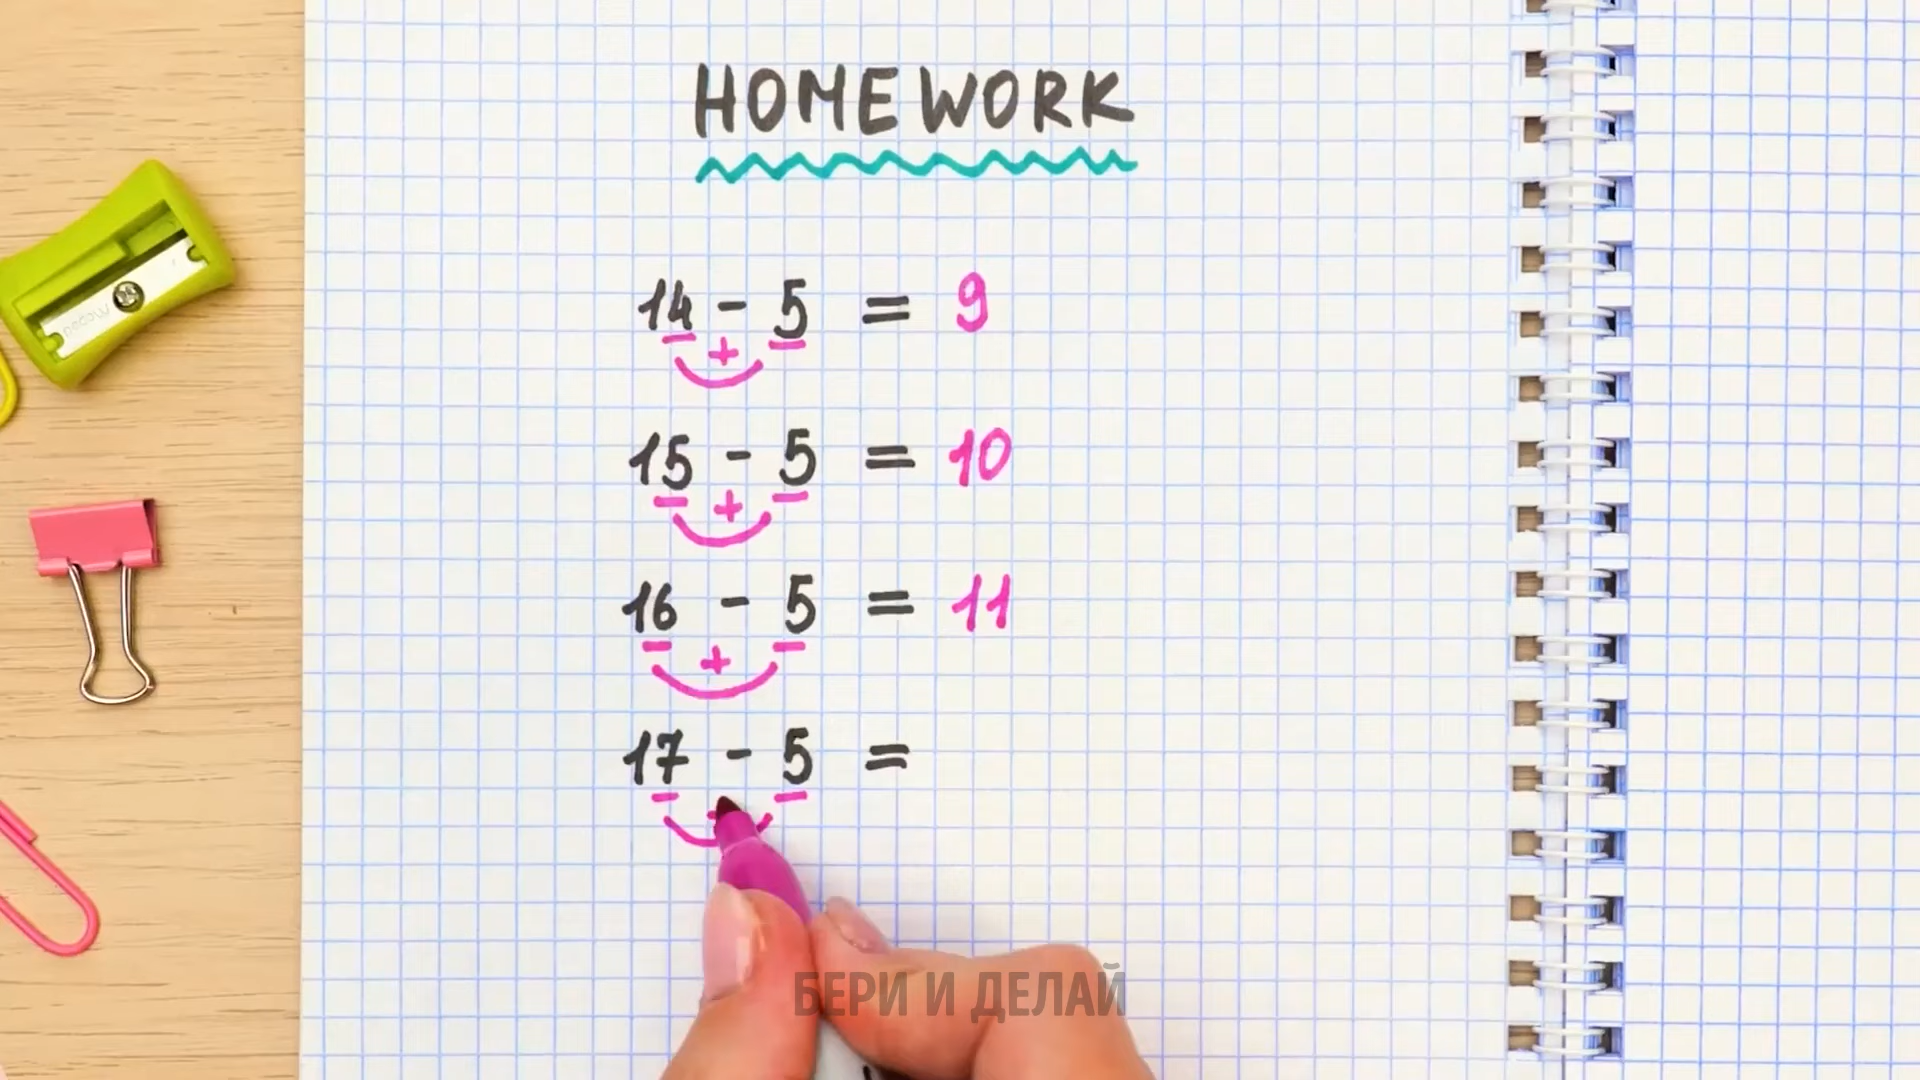 HOMEWORK
14 - 5 = 9
+
15 - 5 = 10
+
16 - 5 = 11
+
17 - 5 =
БЕРИ И ДЕЛАЙ